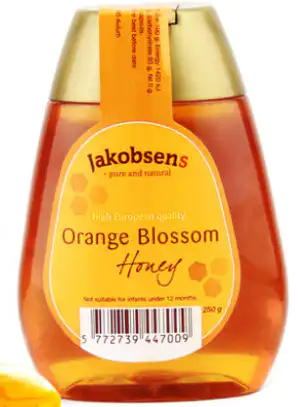 Jakobsens
• pure and natural
high European quality
Orange Blossom
Honey
Not suitable for infants under 12 months.
250 g
5 772739 447009